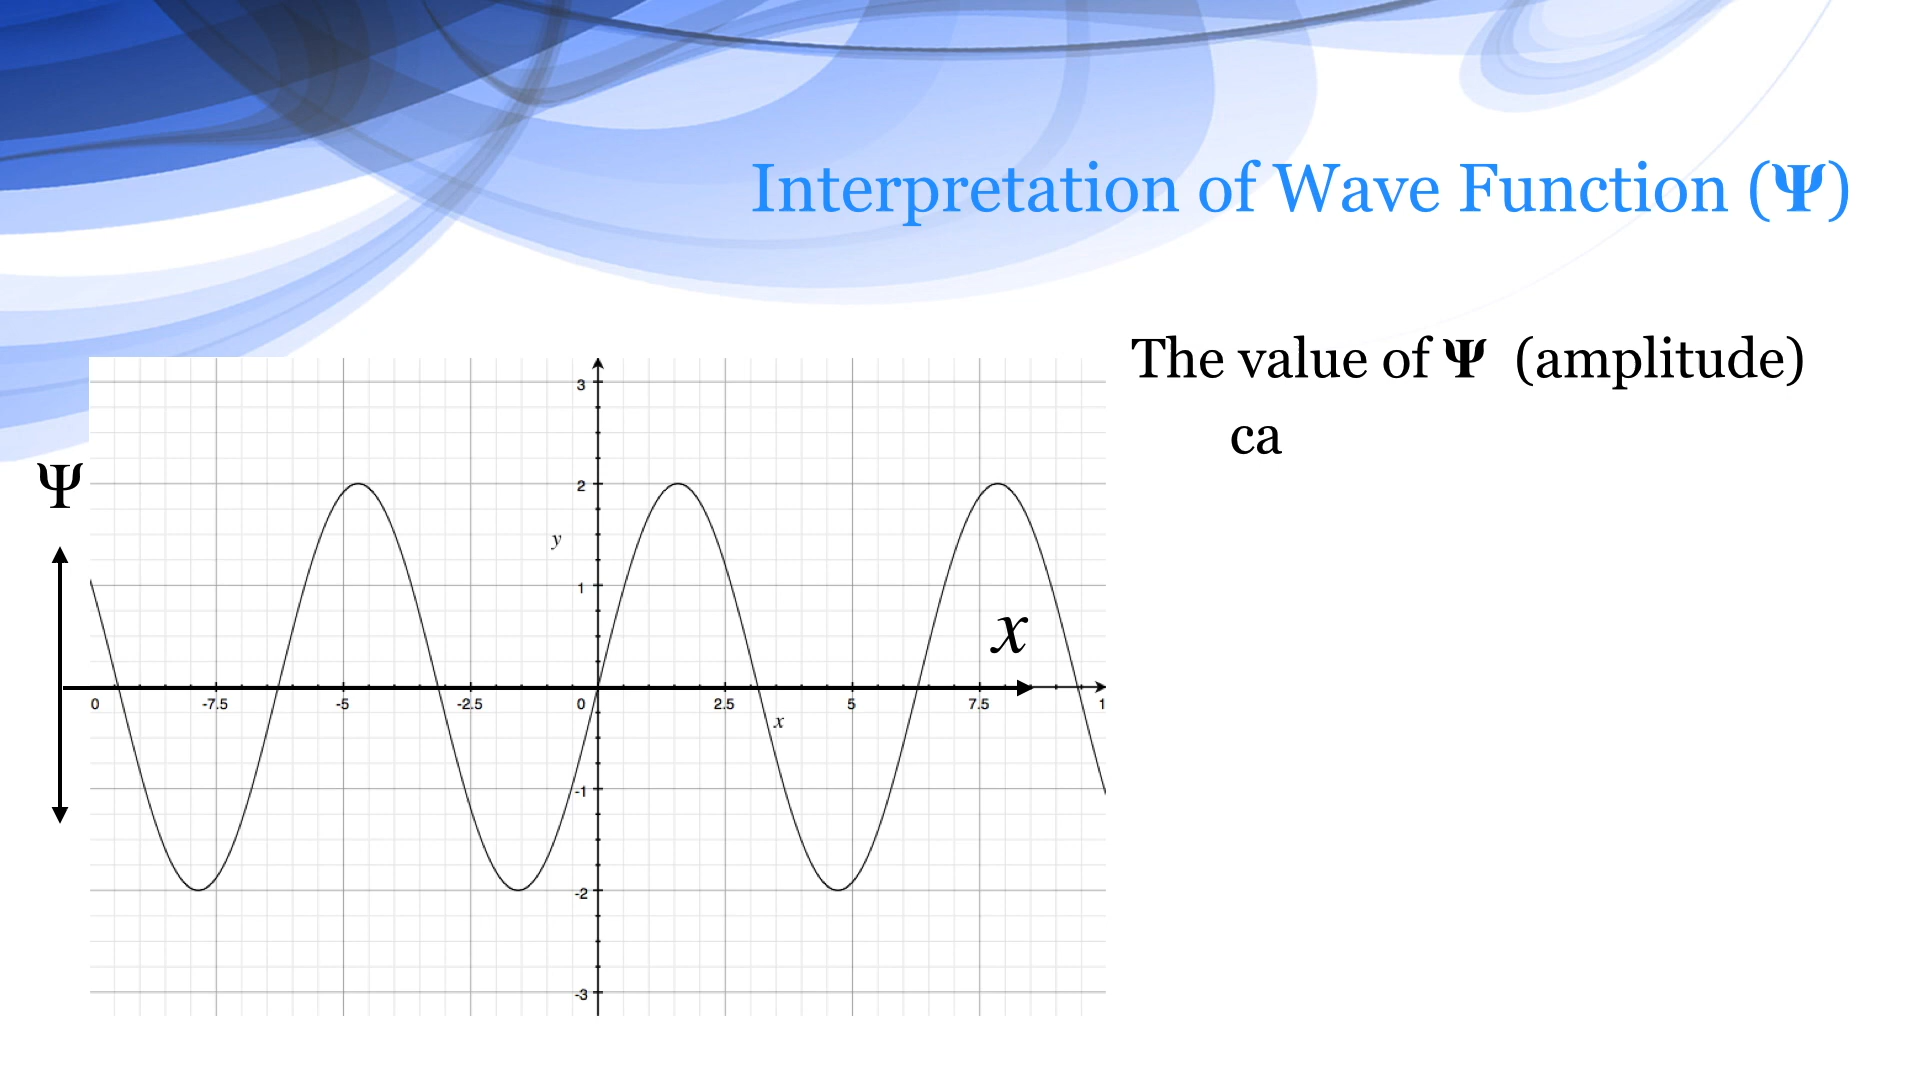 Interpretation of Wave Function (Ψ)
The value of Ψ (amplitude)
ca
Ψ
3
2
y
1
x
0 -7.5 -5 -2.5 0 2.5 5 7.5 1
x
-1
-2
-3